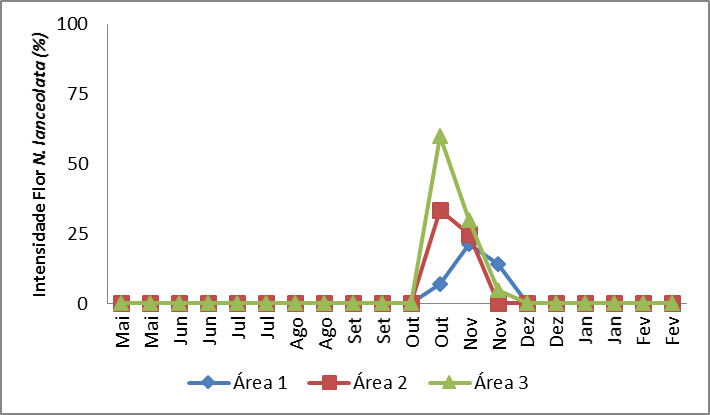 Intensidade Flor N. lanceolata (%)
100
75
50
25
0
Mai Mai Jun Jun Jul Jul Ago Ago Set Set Out Out Nov Nov Dez Dez Jan Jan Fev Fev
Área 1 Área 2 Área 3